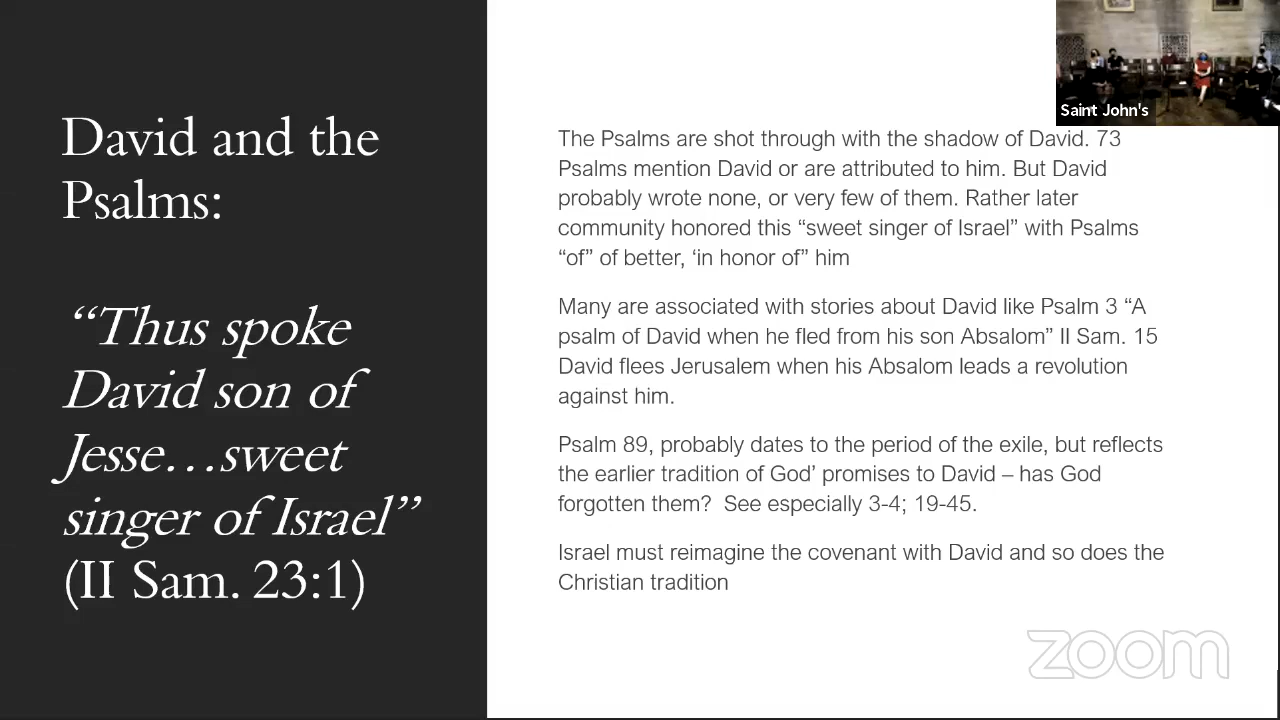 David and the
Psalms:
“Thus spoke
David son of
Jesse…sweet
singer of Israel”
(II Sam. 23:1)
Saint John's
The Psalms are shot through with the shadow of David. 73
Psalms mention David or are attributed to him. But David
probably wrote none, or very few of them. Rather later
community honored this “sweet singer of Israel” with Psalms
“of” of better, ‘in honor of” him
Many are associated with stories about David like Psalm 3 “A
psalm of David when he fled from his son Absalom” II Sam. 15
David flees Jerusalem when his Absalom leads a revolution
against him.
Psalm 89, probably dates to the period of the exile, but reflects
the earlier tradition of God’ promises to David – has God
forgotten them?  See especially 3-4; 19-45.
Israel must reimagine the covenant with David and so does the
Christian tradition
zoom